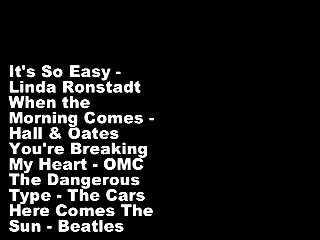 It's So Easy -
Linda Ronstadt
When the
Morning Comes -
Hall & Oates
You're Breaking
My Heart - OMC
The Dangerous
Type - The Cars
Here Comes The
Sun - Beatles